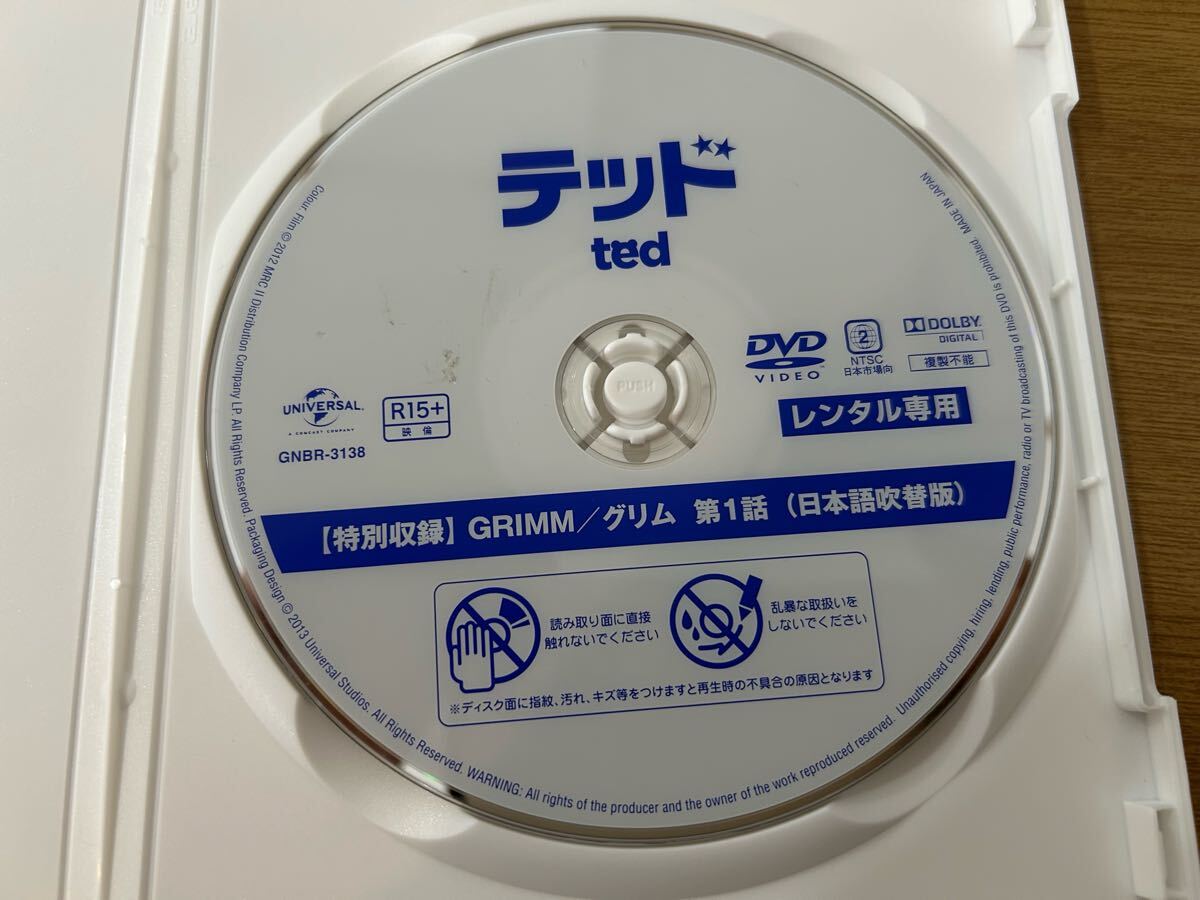 テッド
ted
UNIVERSAL
A COMCAST COMPANY
GNBR-3138
R15+
映倫
PUSH
DVD
VIDEO
2
NTSC
日本市場向
DOLBY
DIGITAL
複製不能
レンタル専用
【特別収録】GRIMM/グリム 第1話(日本語吹替版)
読み取り面に直接
触れないでください
乱暴な取扱いを
しないでください
※ディスク面に指紋、汚れ、キズ等をつけますと再生時の不具合の原因となります
Colour. Film © 2012 MRC II Distribution Company LP. All Rights Reserved. Packaging Design © 2013 Universal Studios. All Rights Reserved. WARNING: All rights of the producer and the owner of the work reproduced reserved. Unauthorised copying, hiring, lending, public performance, radio or TV broadcasting of this DVD is prohibited. MADE IN JAPAN